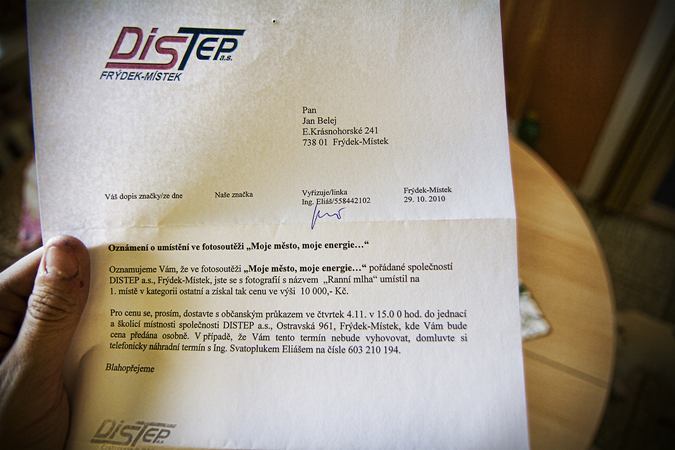 DISTEP a.s.
FRÝDEK-MÍSTEK
Pan
Jan Belej
E.Krásnohorské 241
738 01 Frýdek-Místek
Váš dopis značky/ze dne Naše značka Vyřizuje/linka Frýdek-Místek
Ing. Eliáš/558442102 29. 10. 2010
Oznámení o umístění ve fotosoutěži „Moje město, moje energie…“
Oznamujeme Vám, že ve fotosoutěži „Moje město, moje energie…“ pořádané společností
DISTEP a.s., Frýdek-Místek, jste se s fotografií s názvem „Ranní mlha“ umístil na
1. místě v kategorii ostatní a získal tak cenu ve výši 10 000,- Kč.
Pro cenu se, prosím, dostavte s občanským průkazem ve čtvrtek 4.11. v 15.0 0 hod. do jednací
a školicí místnosti společnosti DISTEP a.s., Ostravská 961, Frýdek-Místek, kde Vám bude
cena předána osobně. V případě, že Vám tento termín nebude vyhovovat, domluvte si
telefonicky náhradní termín s Ing. Svatoplukem Eliášem na čísle 603 210 194.
Blahopřejeme
DISTEP a.s.